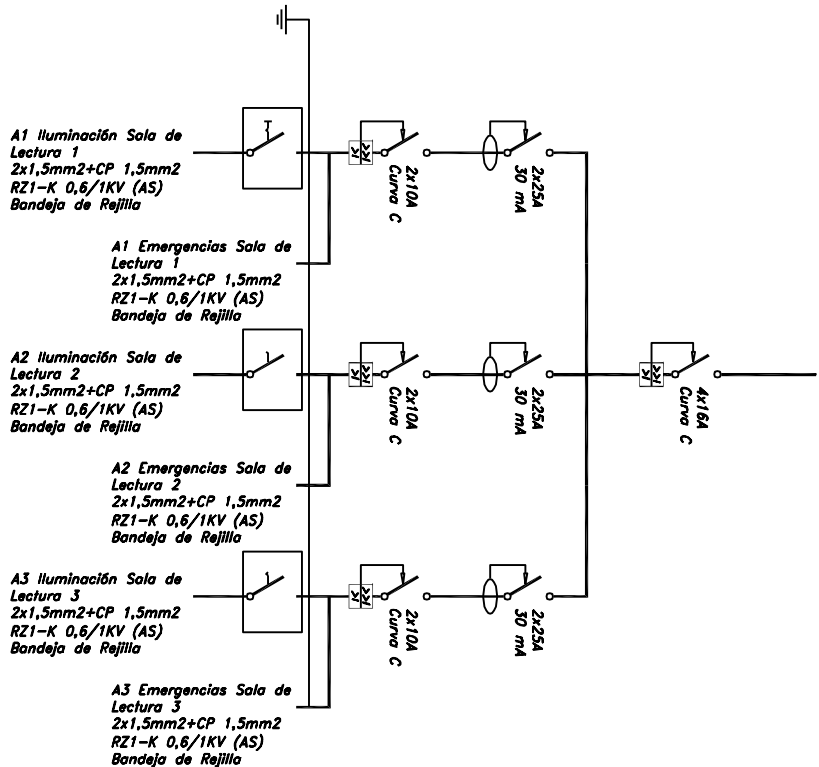 A1 Iluminación Sala de
Lectura 1
2x1,5mm2+CP 1,5mm2
RZ1-K 0,6/1KV (AS)
Bandeja de Rejilla
2x10A
Curva C
2x25A
30 mA
A1 Emergencias Sala de
Lectura 1
2x1,5mm2+CP 1,5mm2
RZ1-K 0,6/1KV (AS)
Bandeja de Rejilla
A2 Iluminación Sala de
Lectura 2
2x1,5mm2+CP 1,5mm2
RZ1-K 0,6/1KV (AS)
Bandeja de Rejilla
2x10A
Curva C
2x25A
30 mA
4x16A
Curva C
A2 Emergencias Sala de
Lectura 2
2x1,5mm2+CP 1,5mm2
RZ1-K 0,6/1KV (AS)
Bandeja de Rejilla
A3 Iluminación Sala de
Lectura 3
2x1,5mm2+CP 1,5mm2
RZ1-K 0,6/1KV (AS)
Bandeja de Rejilla
2x10A
Curva C
2x25A
30 mA
A3 Emergencias Sala de
Lectura 3
2x1,5mm2+CP 1,5mm2
RZ1-K 0,6/1KV (AS)
Bandeja de Rejilla